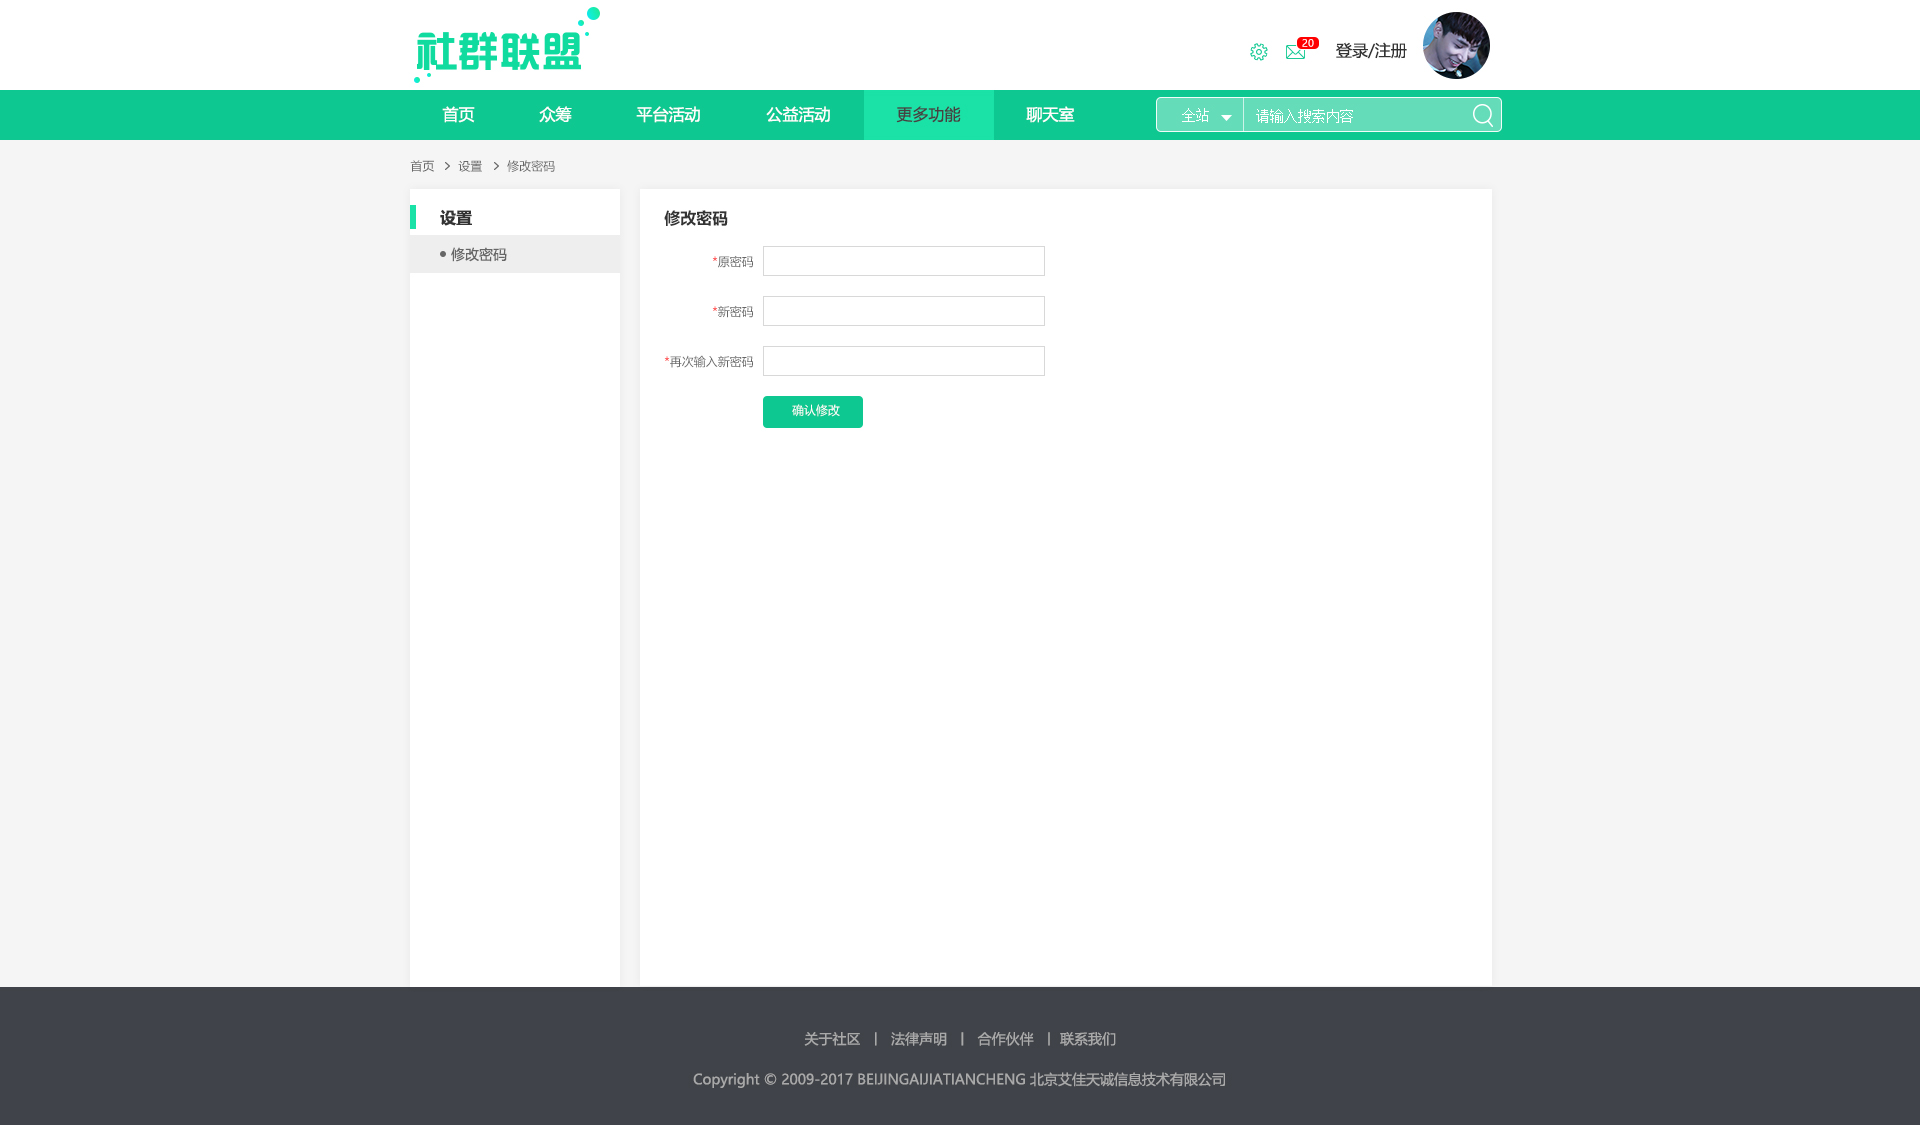 社群联盟
20
登录/注册
首页 众筹 平台活动 公益活动 更多功能 聊天室 全站 请输入搜索内容
首页 > 设置 > 修改密码
设置
• 修改密码
修改密码
*原密码
*新密码
*再次输入新密码
确认修改
关于社区 | 法律声明 | 合作伙伴 | 联系我们
Copyright © 2009-2017 BEIJINGAIJIATIANCHENG 北京艾佳天诚信息技术有限公司